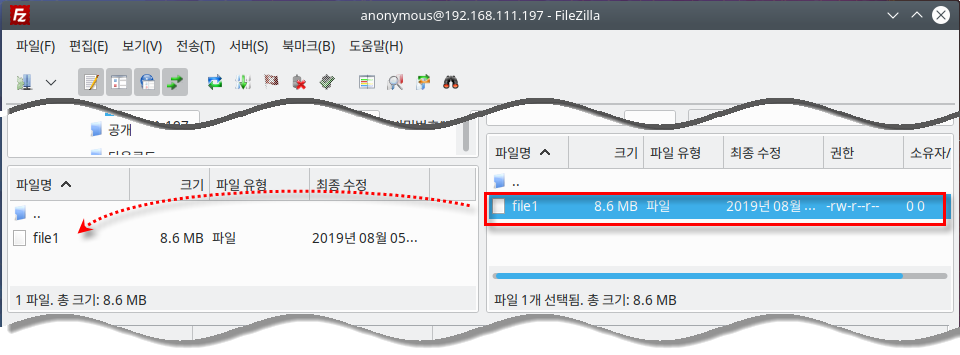 anonymous@192.168.111.197 - FileZilla
파일(F) 편집(E) 보기(V) 전송(T) 서버(S) 북마크(B) 도움말(H)
공개
파일명 크기 파일 유형 최종 수정
..
file1 8.6 MB 파일 2019년 08월 05...
1 파일. 총 크기: 8.6 MB
파일명 크기 파일 유형 최종 수정 권한 소유자/
..
file1 8.6 MB 파일 2019년 08월 ... -rw-r--r-- 0 0
파일 1개 선택됨. 총 크기: 8.6 MB